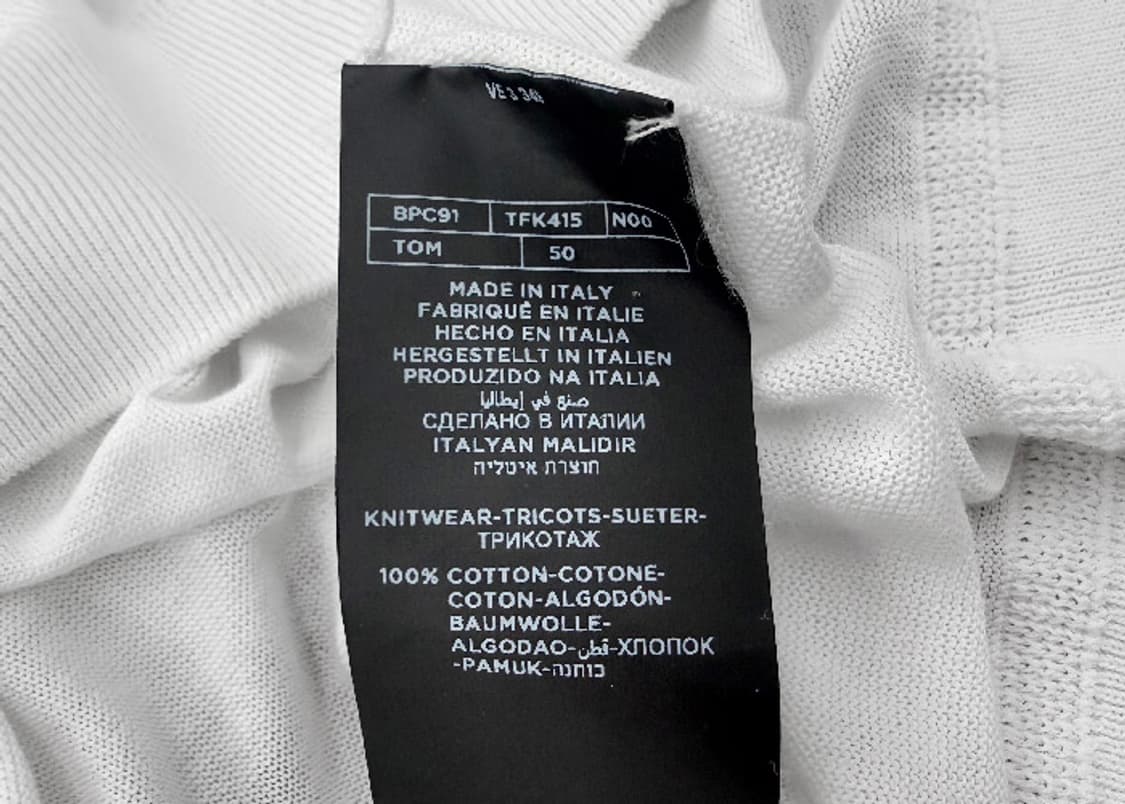 BPC91 TFK415 N00
TOM 50
MADE IN ITALY
FABRIQUÉ EN ITALIE
HECHO EN ITALIA
HERGESTELLT IN ITALIEN
PRODUZIDO NA ITALIA
صنع في إيطاليا
СДЕЛАНО В ИТАЛИИ
ITALYAN MALIDIR
תוצרת איטליה
KNITWEAR-TRICOTS-SUETER-
ТРИКОТАЖ
100% COTTON-COTONE-
COTON-ALGODÓN-
BAUMWOLLE-
ALGODAO-قطن-ХЛОПОК
-PAMUK-כותנה